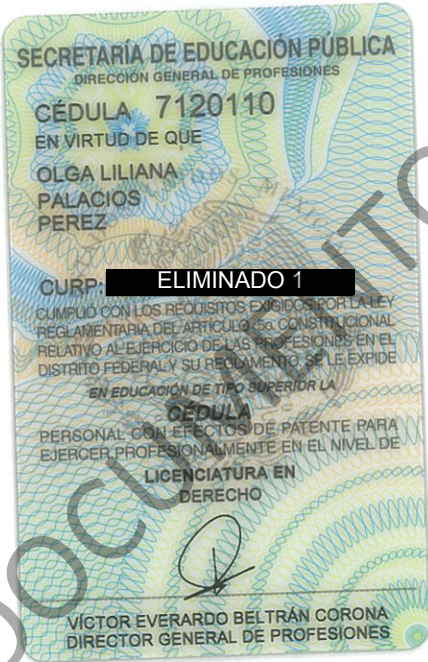 SECRETARÍA DE EDUCACIÓN PÚBLICA
DIRECCIÓN GENERAL DE PROFESIONES
CÉDULA 7120110
EN VIRTUD DE QUE
OLGA LILIANA
PALACIOS
PEREZ
CURP: ELIMINADO 1
CUMPLIÓ CON LOS REQUISITOS EXIGIDOS POR LA LEY
REGLAMENTARIA DEL ARTÍCULO 5o. CONSTITUCIONAL
RELATIVO AL EJERCICIO DE LAS PROFESIONES EN EL
DISTRITO FEDERAL Y SU REGLAMENTO, SE LE EXPIDE
EN EDUCACIÓN DE TIPO SUPERIOR LA
CÉDULA
PERSONAL CON EFECTOS DE PATENTE PARA
EJERCER PROFESIONALMENTE EN EL NIVEL DE
LICENCIATURA EN
DERECHO
VÍCTOR EVERARDO BELTRÁN CORONA
DIRECTOR GENERAL DE PROFESIONES
DOCUMENTO